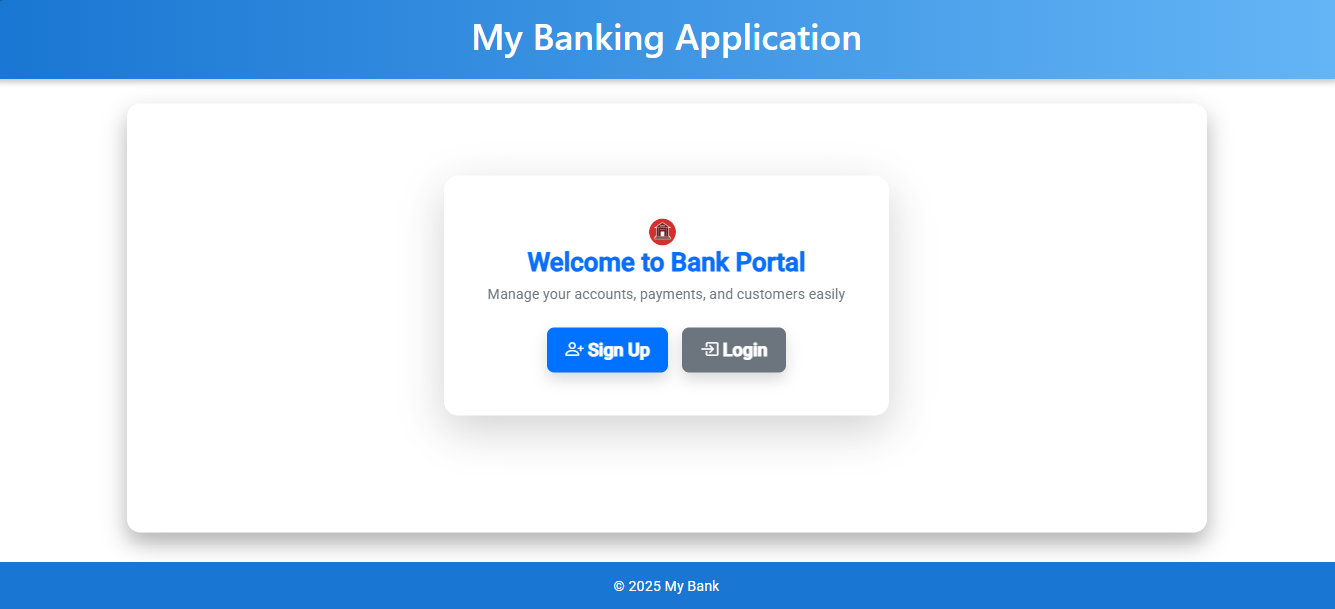 My Banking Application
Welcome to Bank Portal
Manage your accounts, payments, and customers easily
Sign Up
Login
© 2025 My Bank